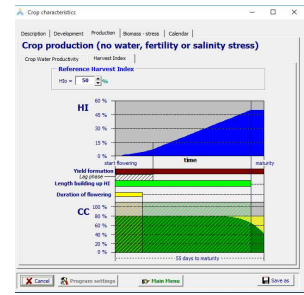 Crop characteristics
Description Development Production Biomass - stress Calendar
Crop production (no water, fertility or salinity stress)
Crop Water Productivity Harvest Index
Reference Harvest Index
HIo = 50 %
HI
60 %
45 %
30 %
15 %
0 %
start flowering time maturity
Yield formation
Lag phase
Length building up HI
Duration of flowering
CC
100 %
80 %
60 %
40 %
20 %
0 %
55 days to maturity
Cancel Program settings Main Menu Save as